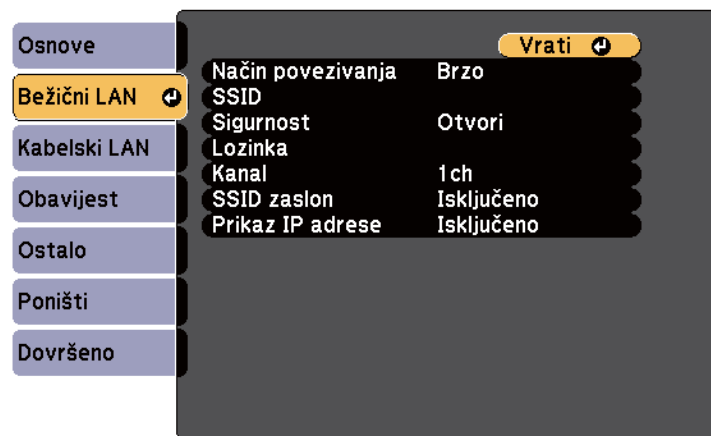 Osnove
Bežični LAN
Kabelski LAN
Obavijest
Ostalo
Poništi
Dovršeno
Vrati
Način povezivanja Brzo
SSID
Sigurnost Otvori
Lozinka
Kanal 1ch
SSID zaslon Isključeno
Prikaz IP adrese Isključeno